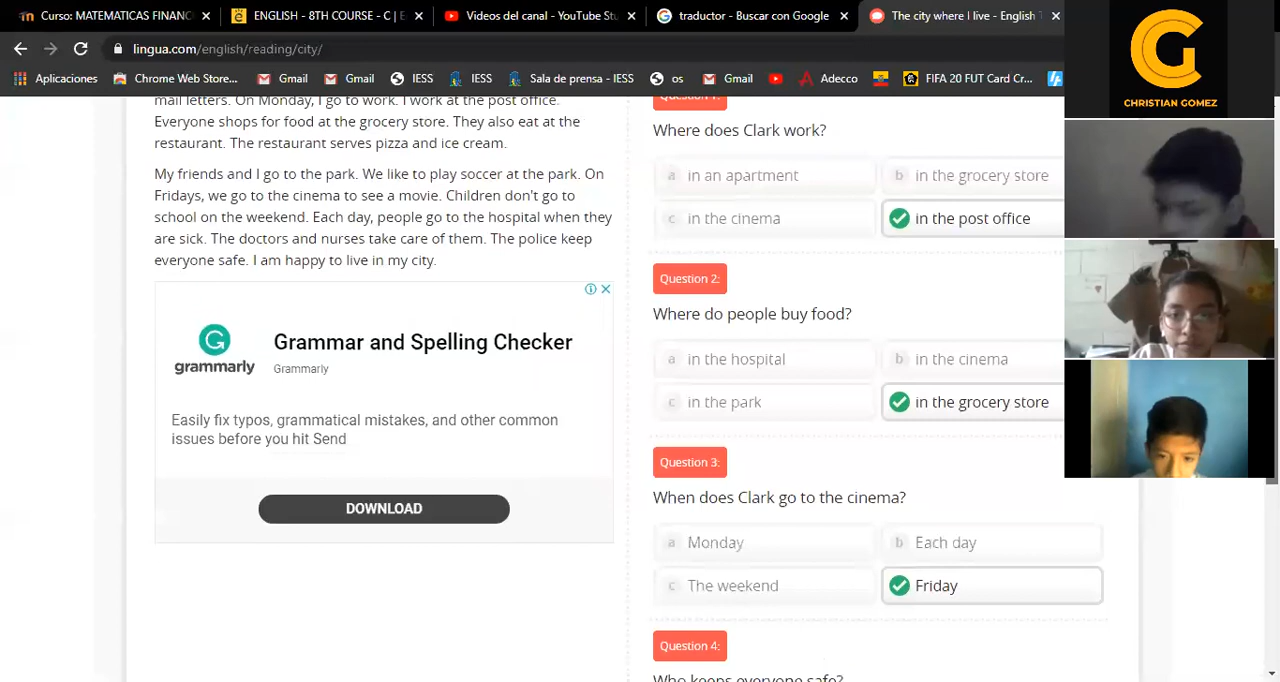 Curso: MATEMATICAS FINANC
ENGLISH - 8TH COURSE - C | E
Videos del canal - YouTube Stu
traductor - Buscar con Google
The city where I live - English T
lingua.com/english/reading/city/
Aplicaciones
Chrome Web Store...
Gmail
Gmail
IESS
IESS
Sala de prensa - IESS
os
Gmail
Adecco
FIFA 20 FUT Card Cr...
CHRISTIAN GOMEZ
mail letters. On Monday, I go to work. I work at the post office.
Everyone shops for food at the grocery store. They also eat at the
restaurant. The restaurant serves pizza and ice cream.
My friends and I go to the park. We like to play soccer at the park. On
Fridays, we go to the cinema to see a movie. Children don't go to
school on the weekend. Each day, people go to the hospital when they
are sick. The doctors and nurses take care of them. The police keep
everyone safe. I am happy to live in my city.
grammarly
Grammar and Spelling Checker
Grammarly
Easily fix typos, grammatical mistakes, and other common
issues before you hit Send
DOWNLOAD
Question 1:
Where does Clark work?
a in an apartment
b in the grocery store
c in the cinema
in the post office
Question 2:
Where do people buy food?
a in the hospital
b in the cinema
c in the park
in the grocery store
Question 3:
When does Clark go to the cinema?
a Monday
b Each day
c The weekend
Friday
Question 4:
Who keeps everyone safe?